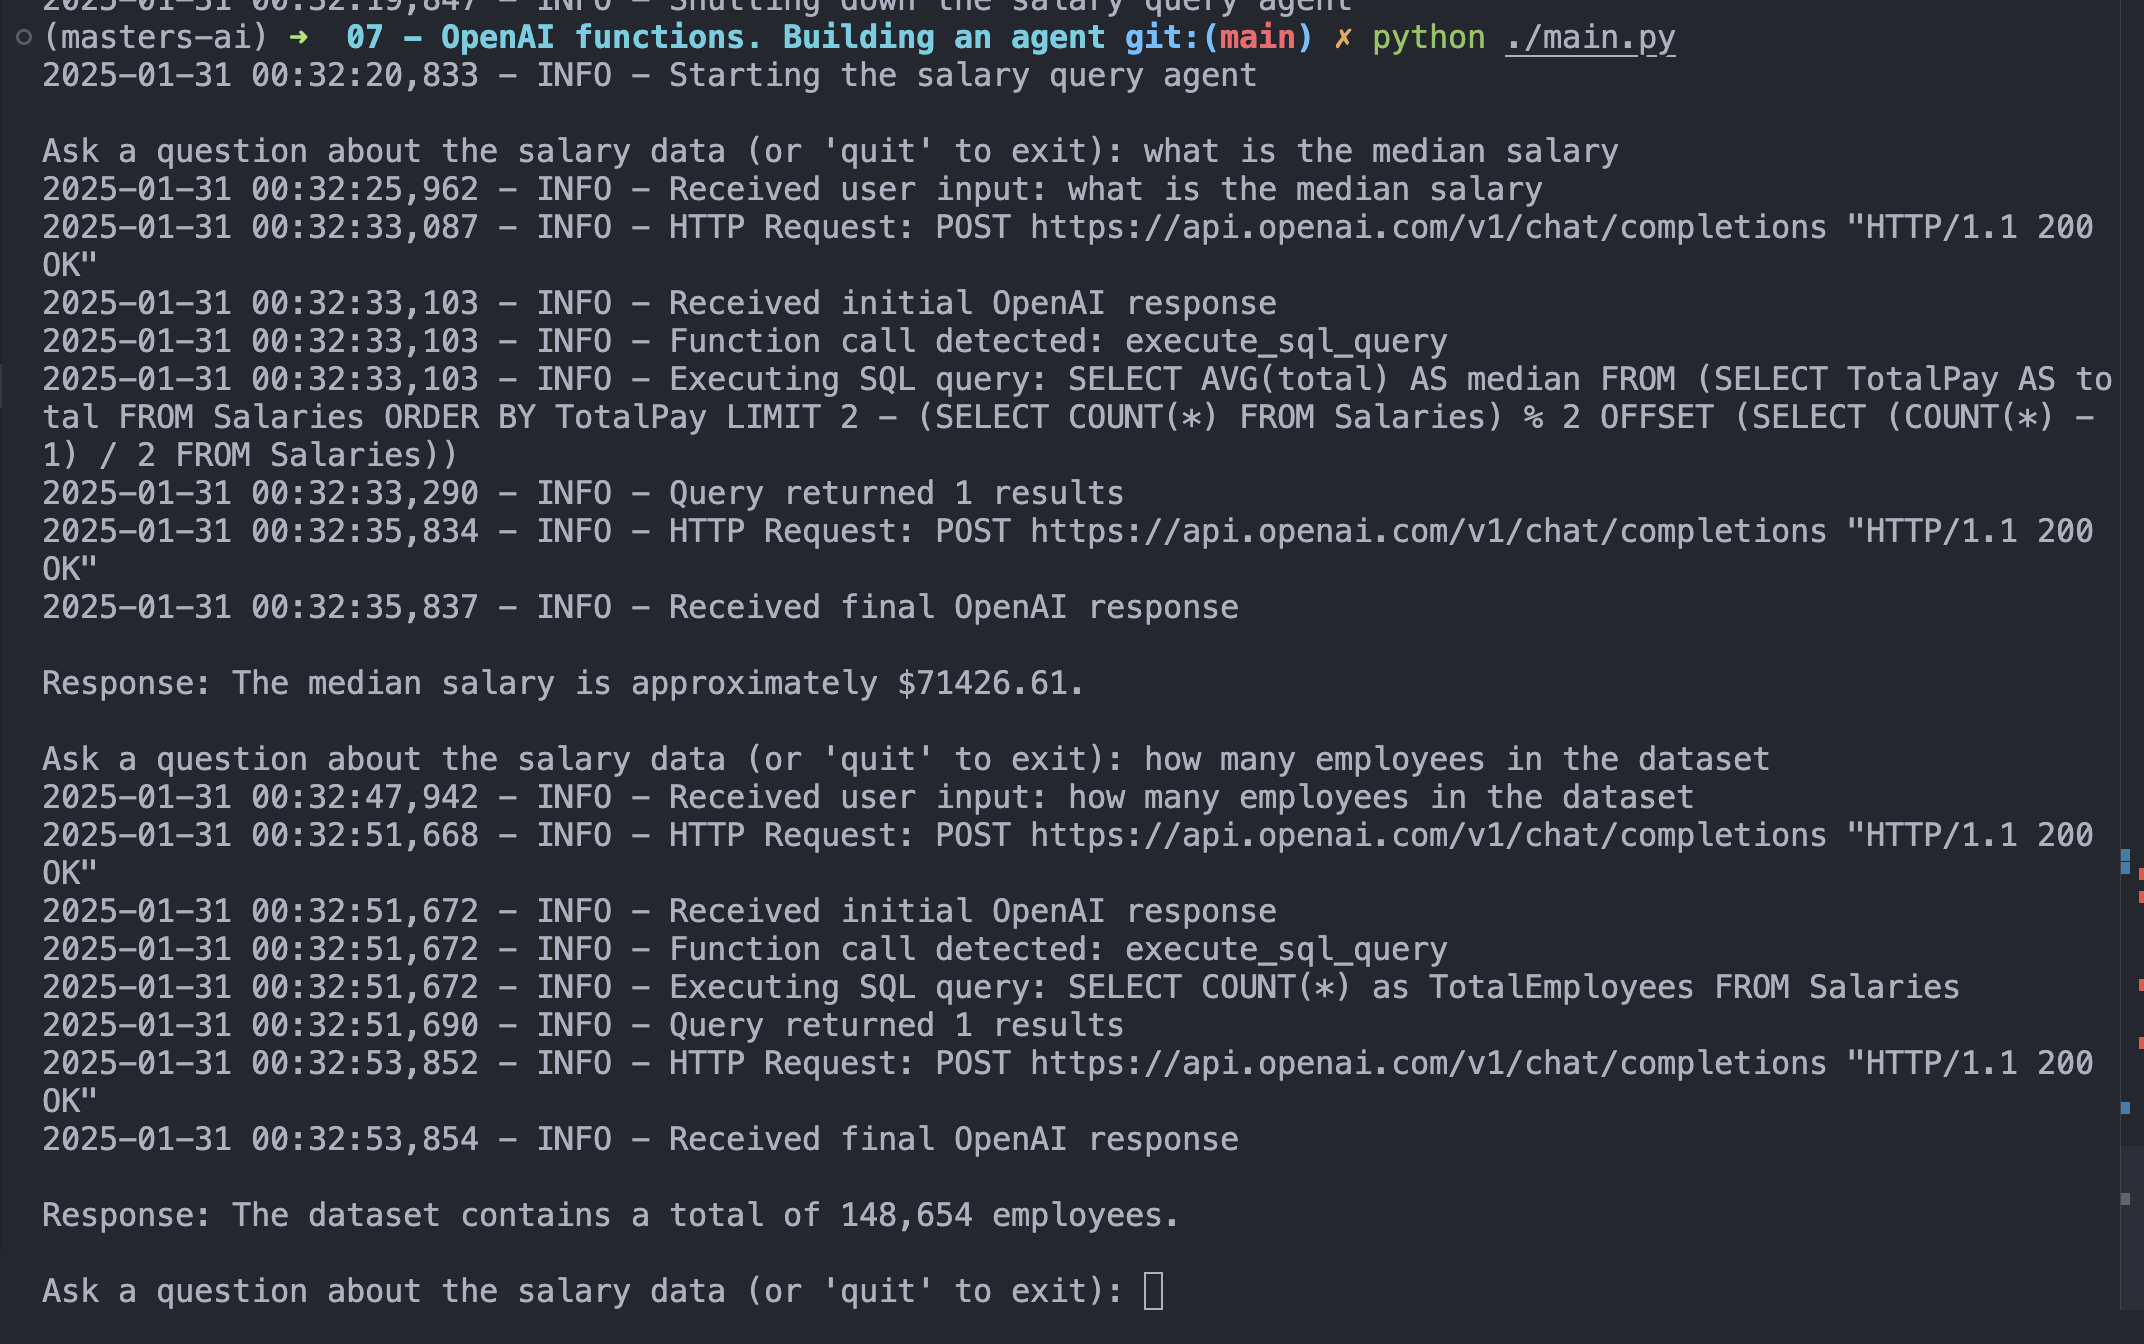 2025-01-31 00:32:19,847 - INFO - Shutting down the salary query agent
(masters-ai) ➜  07 - OpenAI functions. Building an agent git:(main) ✗ python ./main.py
2025-01-31 00:32:20,833 - INFO - Starting the salary query agent
Ask a question about the salary data (or 'quit' to exit): what is the median salary
2025-01-31 00:32:25,962 - INFO - Received user input: what is the median salary
2025-01-31 00:32:33,087 - INFO - HTTP Request: POST https://api.openai.com/v1/chat/completions "HTTP/1.1 200
OK"
2025-01-31 00:32:33,103 - INFO - Received initial OpenAI response
2025-01-31 00:32:33,103 - INFO - Function call detected: execute_sql_query
2025-01-31 00:32:33,103 - INFO - Executing SQL query: SELECT AVG(total) AS median FROM (SELECT TotalPay AS to
tal FROM Salaries ORDER BY TotalPay LIMIT 2 - (SELECT COUNT(*) FROM Salaries) % 2 OFFSET (SELECT (COUNT(*) -
1) / 2 FROM Salaries))
2025-01-31 00:32:33,290 - INFO - Query returned 1 results
2025-01-31 00:32:35,834 - INFO - HTTP Request: POST https://api.openai.com/v1/chat/completions "HTTP/1.1 200
OK"
2025-01-31 00:32:35,837 - INFO - Received final OpenAI response
Response: The median salary is approximately $71426.61.
Ask a question about the salary data (or 'quit' to exit): how many employees in the dataset
2025-01-31 00:32:47,942 - INFO - Received user input: how many employees in the dataset
2025-01-31 00:32:51,668 - INFO - HTTP Request: POST https://api.openai.com/v1/chat/completions "HTTP/1.1 200
OK"
2025-01-31 00:32:51,672 - INFO - Received initial OpenAI response
2025-01-31 00:32:51,672 - INFO - Function call detected: execute_sql_query
2025-01-31 00:32:51,672 - INFO - Executing SQL query: SELECT COUNT(*) as TotalEmployees FROM Salaries
2025-01-31 00:32:51,690 - INFO - Query returned 1 results
2025-01-31 00:32:53,852 - INFO - HTTP Request: POST https://api.openai.com/v1/chat/completions "HTTP/1.1 200
OK"
2025-01-31 00:32:53,854 - INFO - Received final OpenAI response
Response: The dataset contains a total of 148,654 employees.
Ask a question about the salary data (or 'quit' to exit):